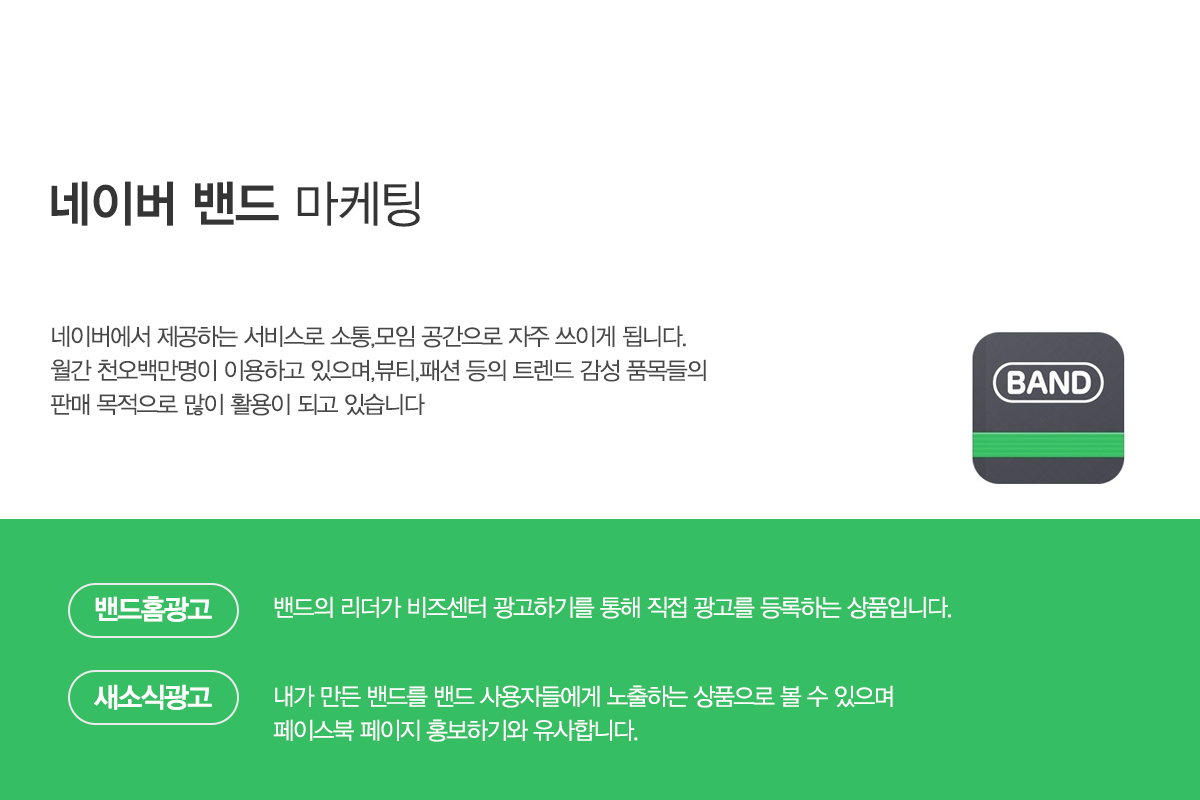 네이버 밴드 마케팅
네이버에서 제공하는 서비스로 소통,모임 공간으로 자주 쓰이게 됩니다.
월간 천오백만명이 이용하고 있으며,뷰티,패션 등의 트렌드 감성 품목들의
판매 목적으로 많이 활용이 되고 있습니다
BAND
밴드홈광고
밴드의 리더가 비즈센터 광고하기를 통해 직접 광고를 등록하는 상품입니다.
새소식광고
내가 만든 밴드를 밴드 사용자들에게 노출하는 상품으로 볼 수 있으며
페이스북 페이지 홍보하기와 유사합니다.